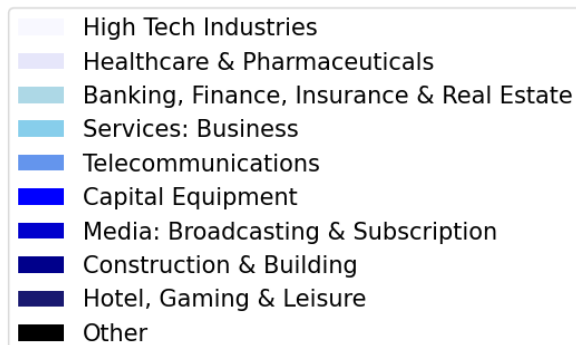 High Tech Industries
Healthcare & Pharmaceuticals
Banking, Finance, Insurance & Real Estate
Services: Business
Telecommunications
Capital Equipment
Media: Broadcasting & Subscription
Construction & Building
Hotel, Gaming & Leisure
Other